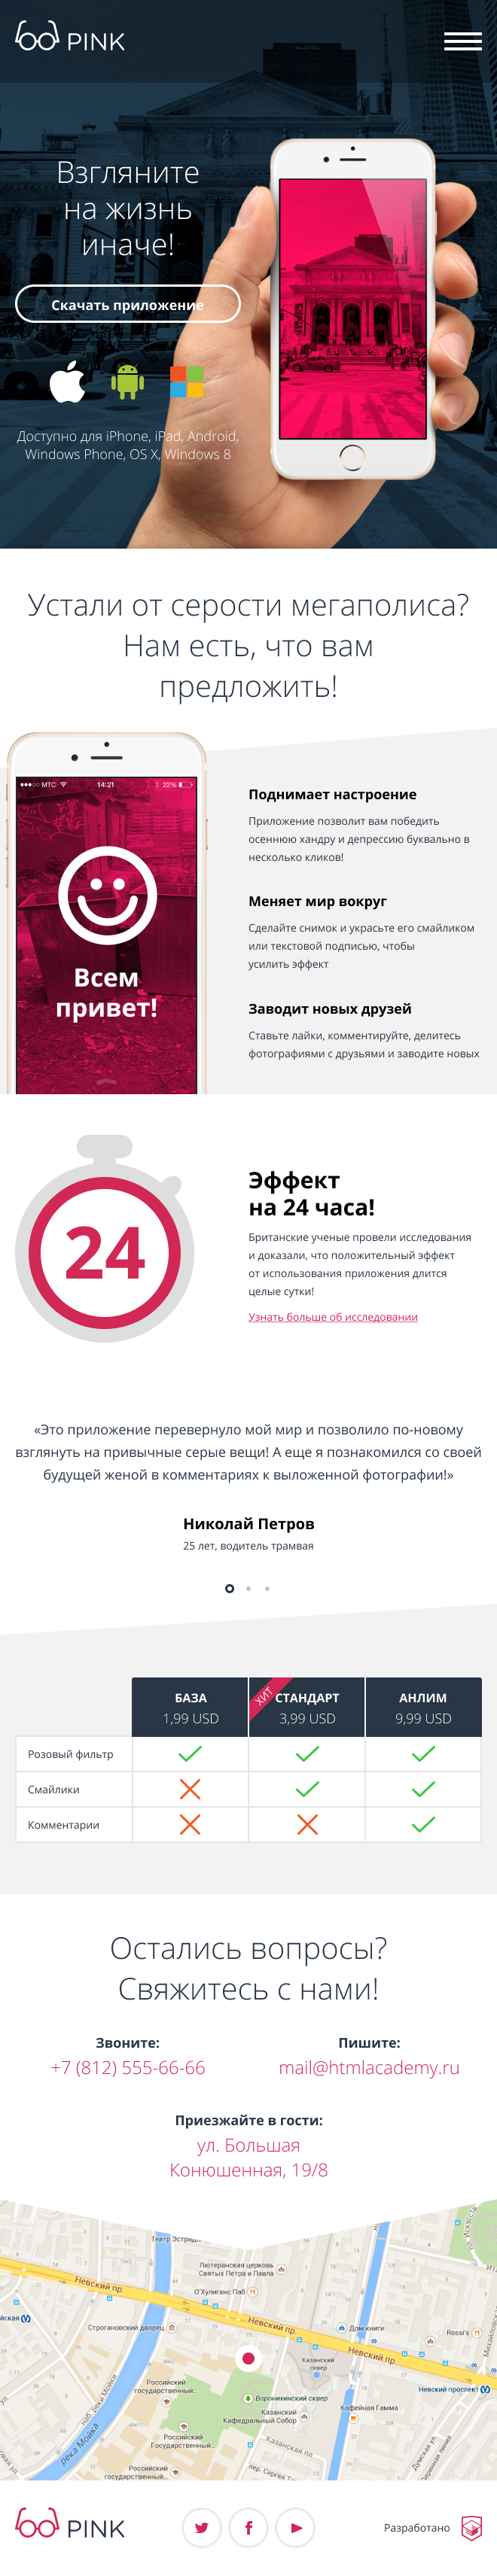 PINK
Взгляните
на жизнь
иначе!
Скачать приложение
Доступно для iPhone, iPad, Android,
Windows Phone, OS X, Windows 8
Устали от серости мегаполиса?
Нам есть, что вам
предложить!
МТС 14:21 22%
Всем
привет!
Поднимает настроение
Приложение позволит вам победить
осеннюю хандру и депрессию буквально в
несколько кликов!
Меняет мир вокруг
Сделайте снимок и украсьте его смайликом
или текстовой подписью, чтобы
усилить эффект
Заводит новых друзей
Ставьте лайки, комментируйте, делитесь
фотографиями с друзьями и заводите новых
24
Эффект
на 24 часа!
Британские ученые провели исследования
и доказали, что положительный эффект
от использования приложения длится
целые сутки!
Узнать больше об исследовании
«Это приложение перевернуло мой мир и позволило по-новому
взглянуть на привычные серые вещи! А еще я познакомился со своей
будущей женой в комментариях к выложенной фотографии!»
Николай Петров
25 лет, водитель трамвая
БАЗА ХИТ СТАНДАРТ АНЛИМ
1,99 USD 3,99 USD 9,99 USD
Розовый фильтр
Смайлики
Комментарии
Остались вопросы?
Свяжитесь с нами!
Звоните: Пишите:
+7 (812) 555-66-66 mail@htmlacademy.ru
Приезжайте в гости:
ул. Большая
Конюшенная, 19/8
Театр Эстрад...
Лютеранская церковь
Святых Петра и Павла
Невский пр.
О'Хулиганс Паб
Строгановский дворец
Невский пр.
Дом книги
Rossi's
Казанский
сквер
Невский пр.
Российский
государственный...
Воронихинский сквер
Невский проспект
наб. реки Мойки
Казанский
Кафедральный Собор
Кофейная Гамма
Российский
Государственный...
река Мойка
Казанская пл.
Думская ул.
Российский
государственный...
пер. Сергея
PINK
Разработано